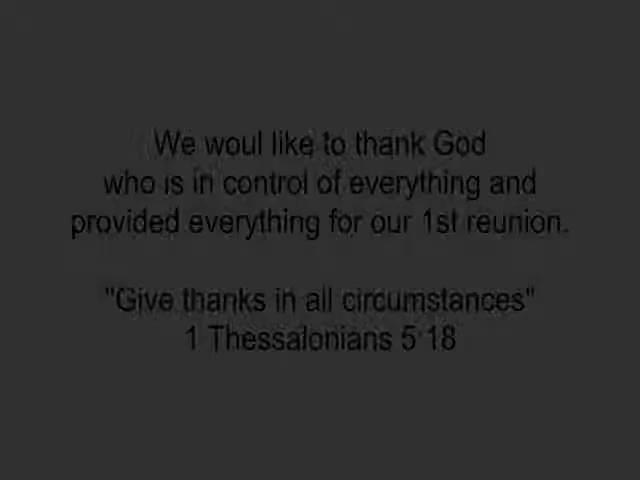 We woul like to thank God
who is in control of everything and
provided everything for our 1st reunion.
"Give thanks in all circumstances"
1 Thessalonians 5:18